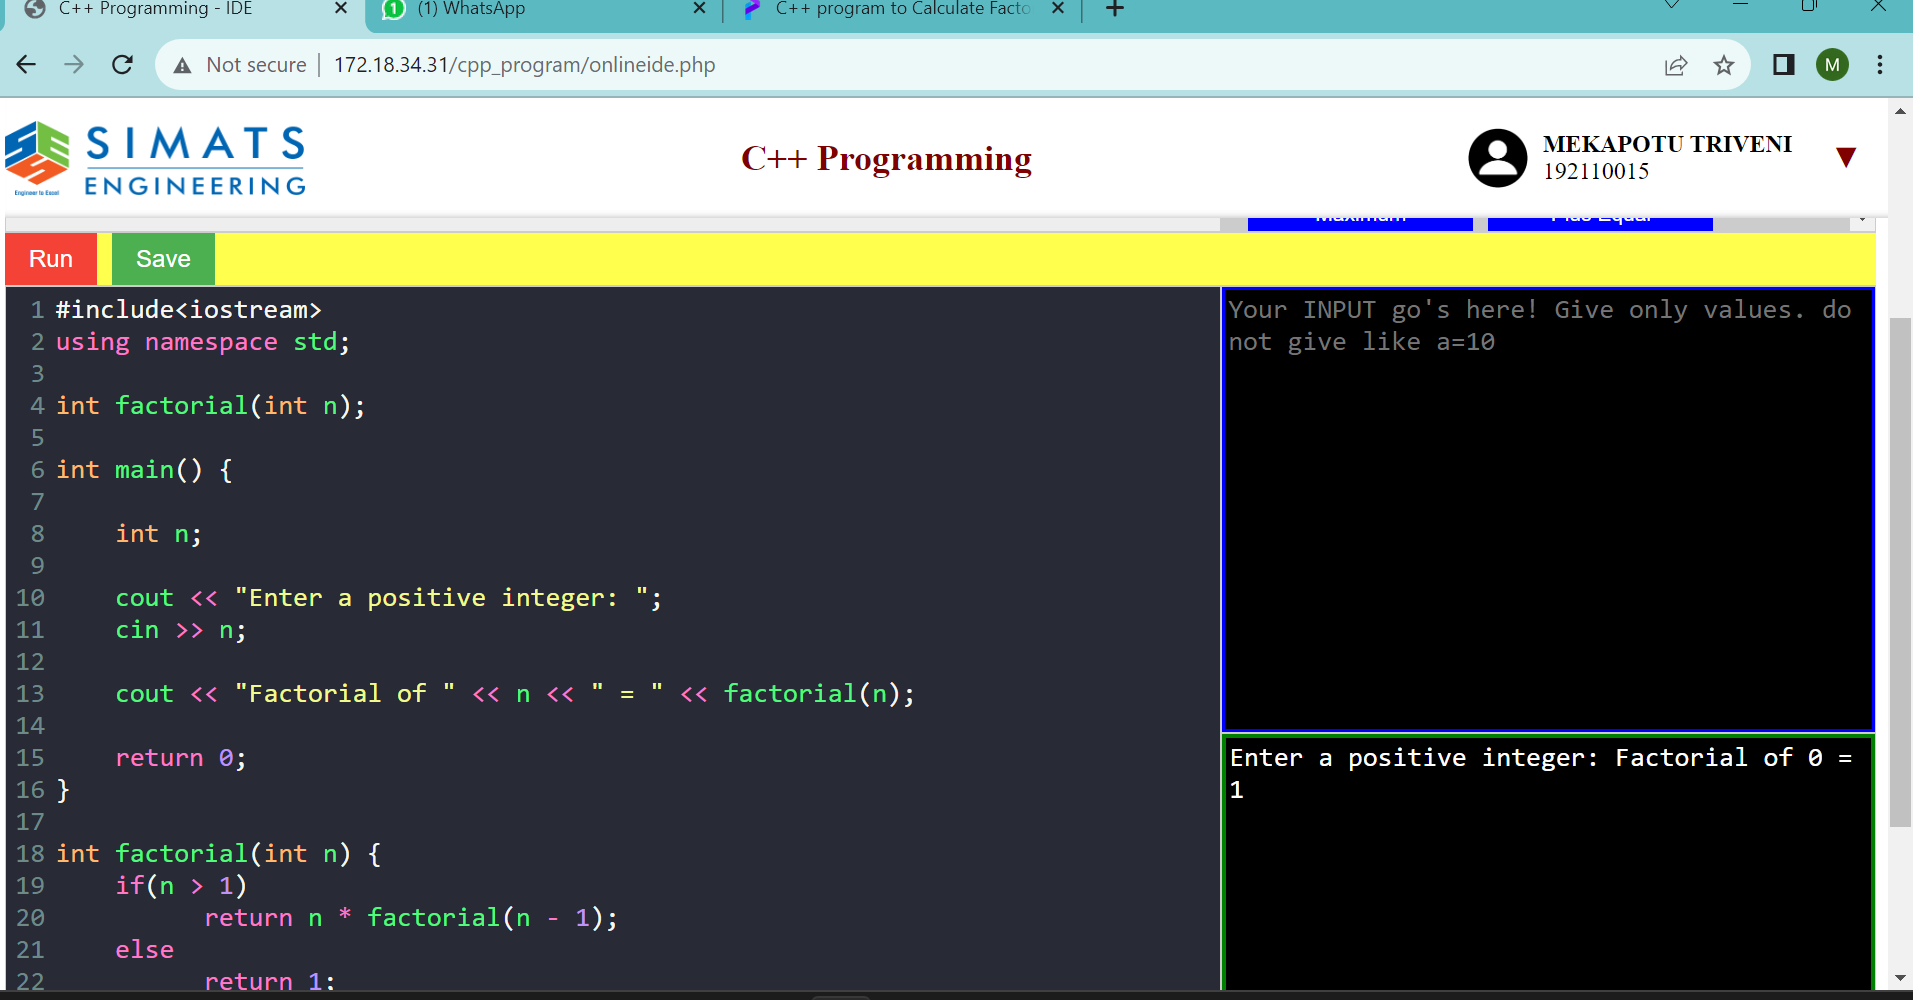 C++ Programming - IDE
(1) WhatsApp
C++ program to Calculate Facto
Not secure | 172.18.34.31/cpp_program/onlineide.php
M
SIMATS
ENGINEERING
Engineer to Excel
C++ Programming
MEKAPOTU TRIVENI
192110015
Maximum
Plus Equal
Run
Save
1 #include<iostream>
2 using namespace std;
3
4 int factorial(int n);
5
6 int main() {
7
8     int n;
9
10     cout << "Enter a positive integer: ";
11     cin >> n;
12
13     cout << "Factorial of " << n << " = " << factorial(n);
14
15     return 0;
16 }
17
18 int factorial(int n) {
19     if(n > 1)
20           return n * factorial(n - 1);
21     else
22           return 1;
Your INPUT go's here! Give only values. do
not give like a=10
Enter a positive integer: Factorial of 0 =
1